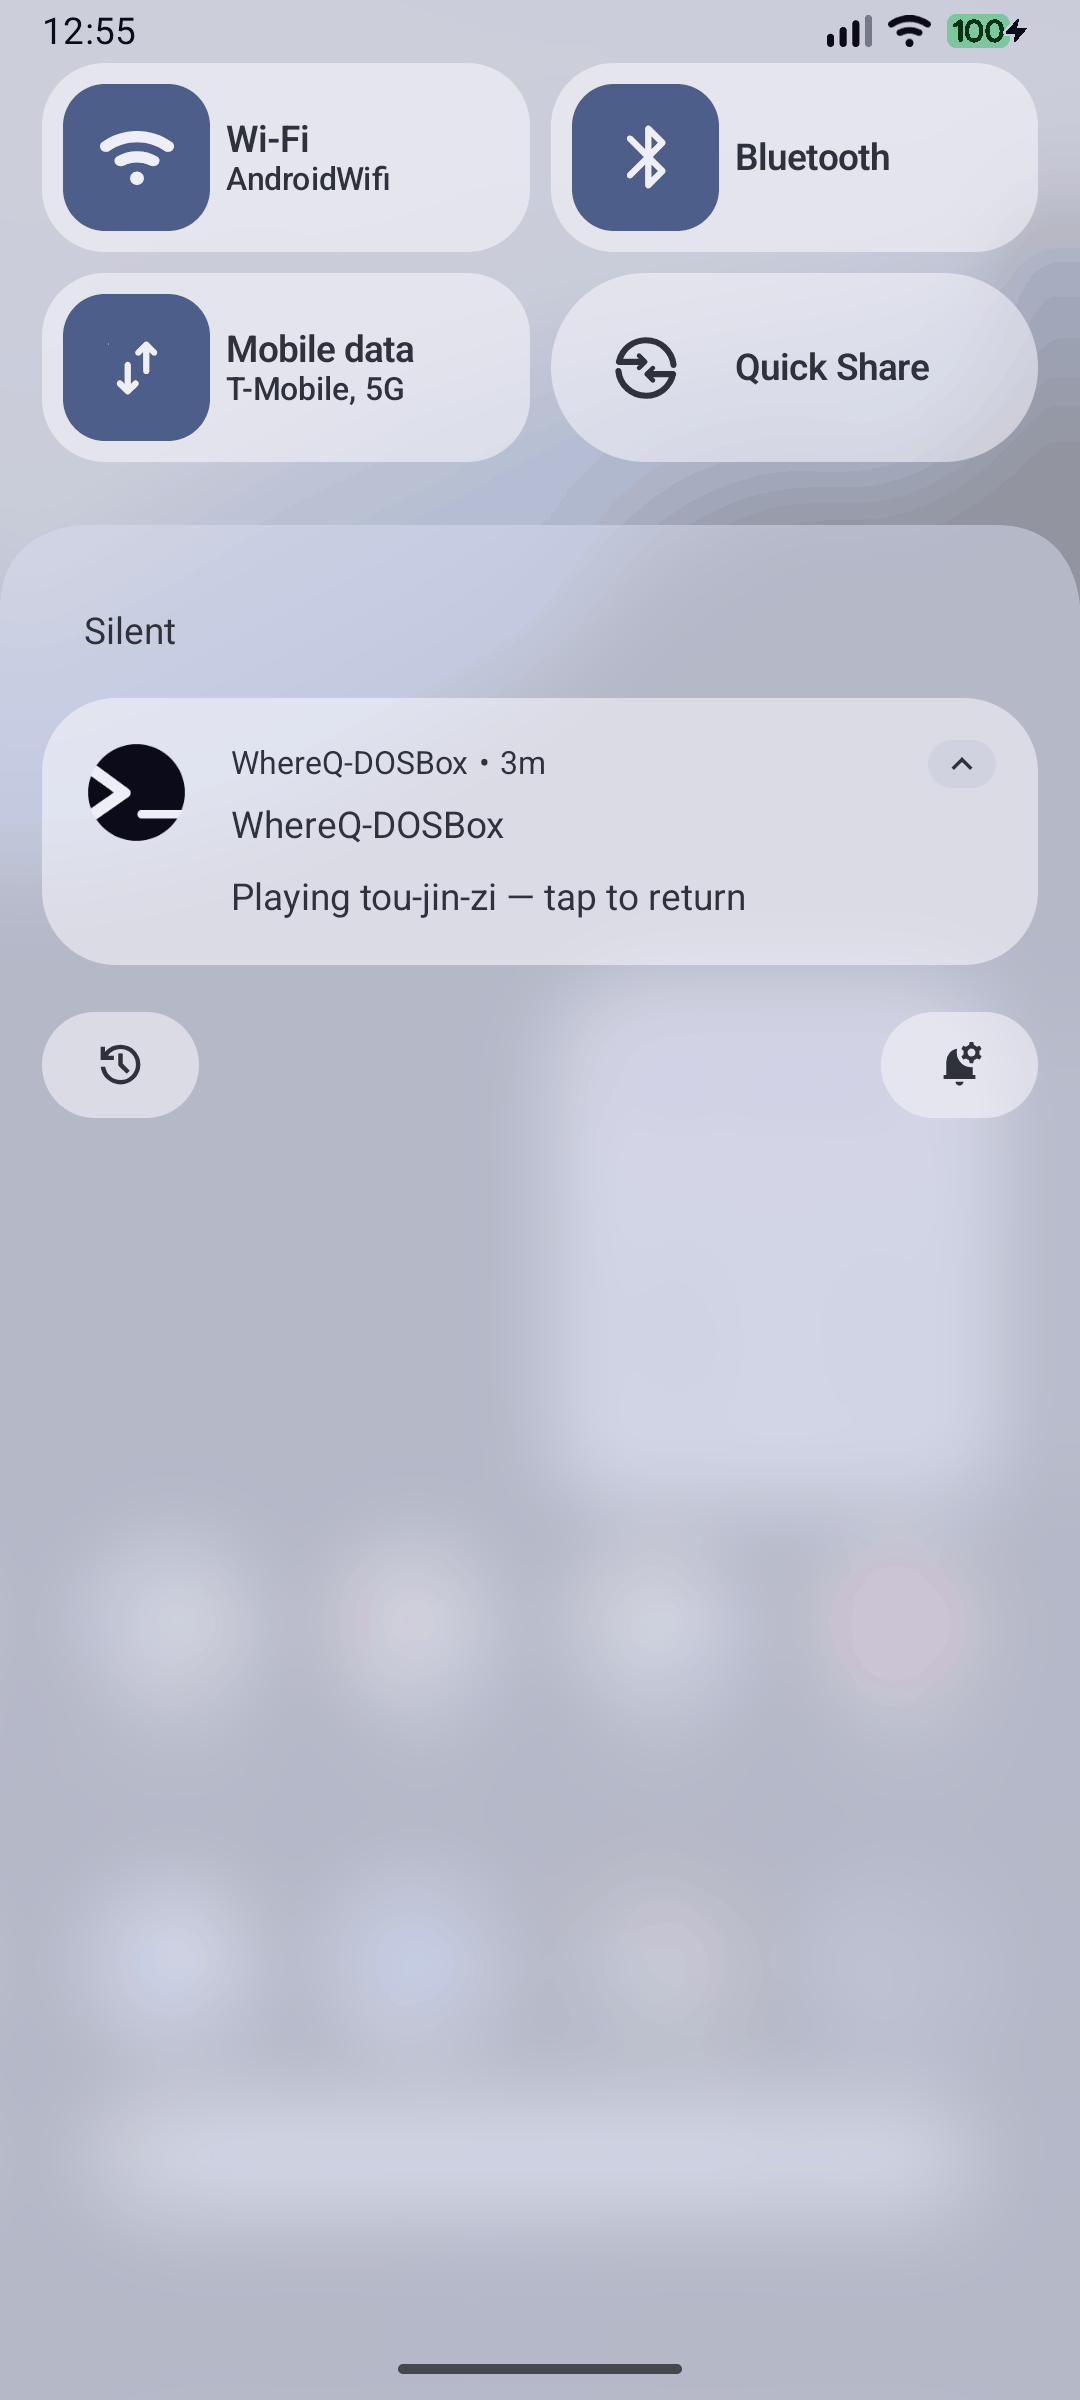 12:55
100
Wi-Fi
AndroidWifi
Bluetooth
Mobile data
T-Mobile, 5G
Quick Share
Silent
WhereQ-DOSBox • 3m
WhereQ-DOSBox
Playing tou-jin-zi — tap to return